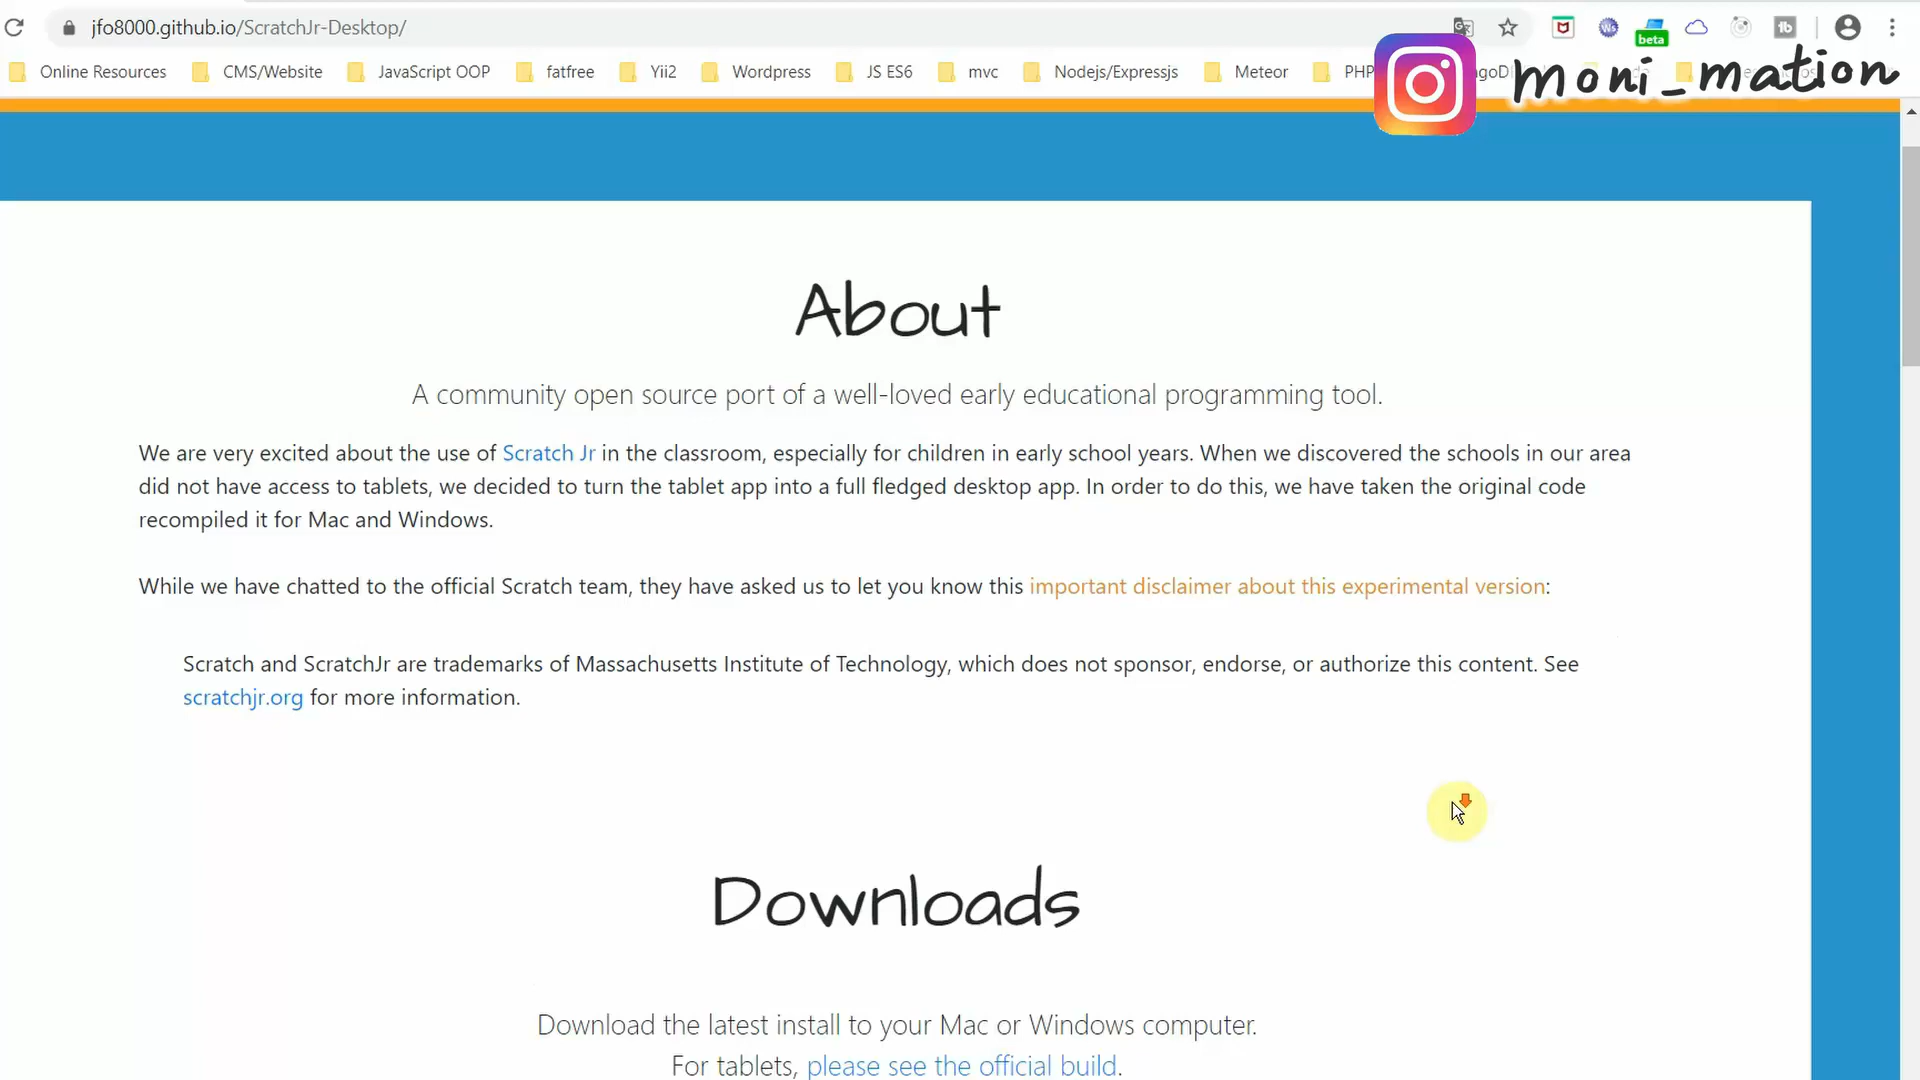 jfo8000.github.io/ScratchJr-Desktop/
beta
Online Resources CMS/Website JavaScript OOP fatfree Yii2 Wordpress JS ES6 mvc Nodejs/Expressjs Meteor PHP
moni_mation
About
A community open source port of a well-loved early educational programming tool.
We are very excited about the use of Scratch Jr in the classroom, especially for children in early school years. When we discovered the schools in our area
did not have access to tablets, we decided to turn the tablet app into a full fledged desktop app. In order to do this, we have taken the original code
recompiled it for Mac and Windows.
While we have chatted to the official Scratch team, they have asked us to let you know this important disclaimer about this experimental version:
Scratch and ScratchJr are trademarks of Massachusetts Institute of Technology, which does not sponsor, endorse, or authorize this content. See
scratchjr.org for more information.
Downloads
Download the latest install to your Mac or Windows computer.
For tablets, please see the official build.